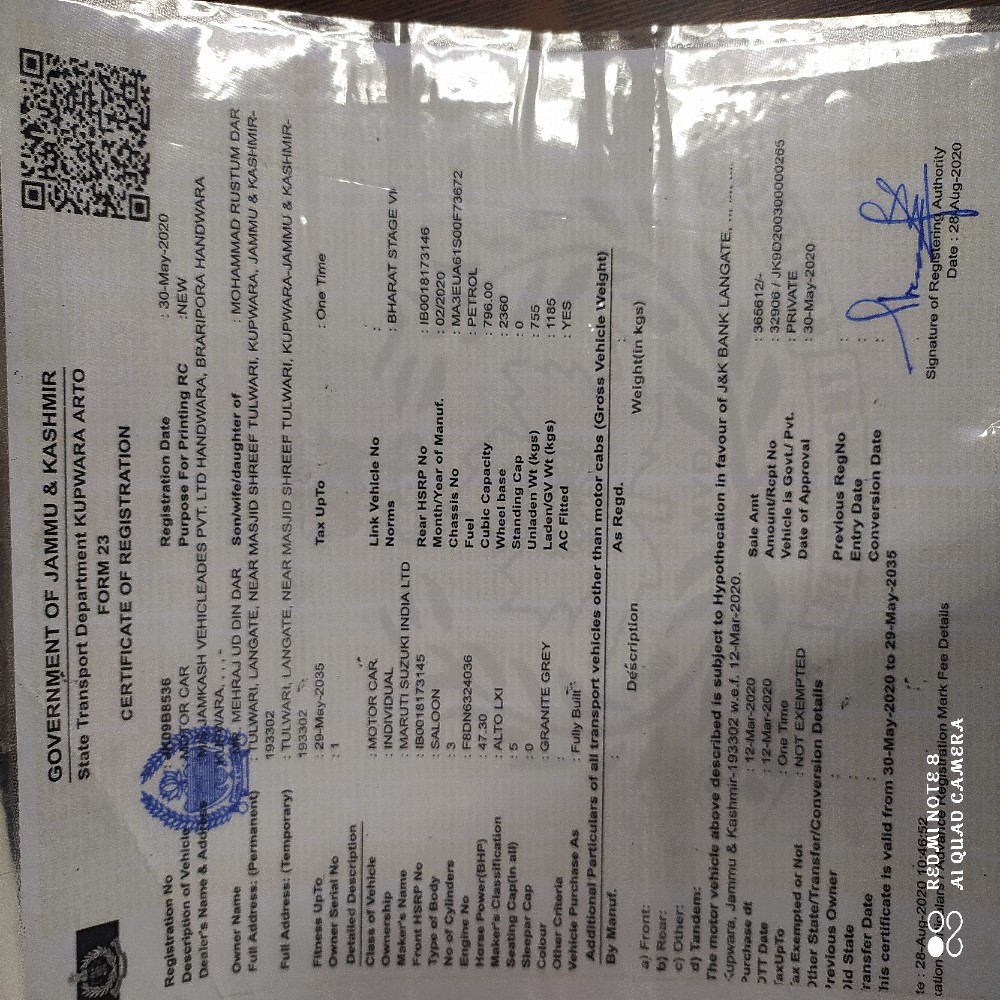 GOVERNMENT OF JAMMU & KASHMIR
State Transport Department KUPWARA ARTO
FORM 23
CERTIFICATE OF REGISTRATION
Registration No : JK09B8536 Registration Date : 30-May-2020
Description of Vehicle : MOTOR CAR Purpose For Printing RC :NEW
Dealer's Name & Address JAMKASH VEHICLEADES PVT. LTD HANDWARA, BRARIPORA HANDWARA
KUPWARA, , , ,
Owner Name : MEHRAJ UD DIN DAR Son/wife/daughter of : MOHAMMAD RUSTUM DAR
Full Address: (Permanent) : TULWARI, LANGATE, NEAR MASJID SHREEF TULWARI, KUPWARA, JAMMU & KASHMIR-
193302
Full Address: (Temporary) : TULWARI, LANGATE, NEAR MASJID SHREEF TULWARI, KUPWARA-JAMMU & KASHMIR-
193302
Fitness UpTo : 29-May-2035 Tax UpTo : One Time
Owner Serial No : 1
Detailed Description
Class of Vehicle : MOTOR CAR Link Vehicle No :
Ownership : INDIVIDUAL Norms : BHARAT STAGE VI
Maker's Name : MARUTI SUZUKI INDIA LTD
Front HSRP No : IB0018173145 Rear HSRP No : IB0018173146
Type of Body : SALOON Month/Year of Manuf. : 02/2020
No of Cylinders : 3 Chassis No : MA3EUA61S00F73672
Engine No : F8DN6324036 Fuel : PETROL
Horse Power(BHP) : 47.30 Cubic Capacity : 796.00
Maker's Classification : ALTO LXI Wheel base : 2360
Seating Cap(In all) : 5 Standing Cap : 0
Sleepar Cap : 0 Unladen Wt (kgs) : 755
Colour : GRANITE GREY Laden/GV Wt (kgs) : 1185
Other Criteria : AC Fitted : YES
Vehicle Purchase As : Fully Built
Additional Particulars of all transport vehicles other than motor cabs (Gross Vehicle Weight)
By Manuf. : As Regd. :
Description Weight(in kgs)
a) Front:
b) Rear:
c) Other:
d) Tandem:
The motor vehicle above described is subject to Hypothecation in favour of J&K BANK LANGATE, ... ... ...
Kupwara, Jammu & Kashmir-193302 w.e.f. 12-Mar-2020.
Purchase dt : 12-Mar-2020 Sale Amt : 365612/-
OTT Date : 12-Mar-2020 Amount/Rcpt No : 32906 / JK9D200300000265
TaxUpTo : One Time Vehicle is Govt./ Pvt. : PRIVATE
Tax Exempted or Not : NOT EXEMPTED Date of Approval : 30-May-2020
Other State/Transfer/Conversion Details
Previous Owner : Previous RegNo :
Old State : Entry Date :
Transfer Date : Conversion Date :
This certificate is valid from 30-May-2020 to 29-May-2035
Signature of Registering Authority
Date : 28-Aug-2020
te : 28-Aug-2020 10:46:52
Advance Registration Mark Fee Details
REDMI NOTE 8
AI QUAD CAMERA